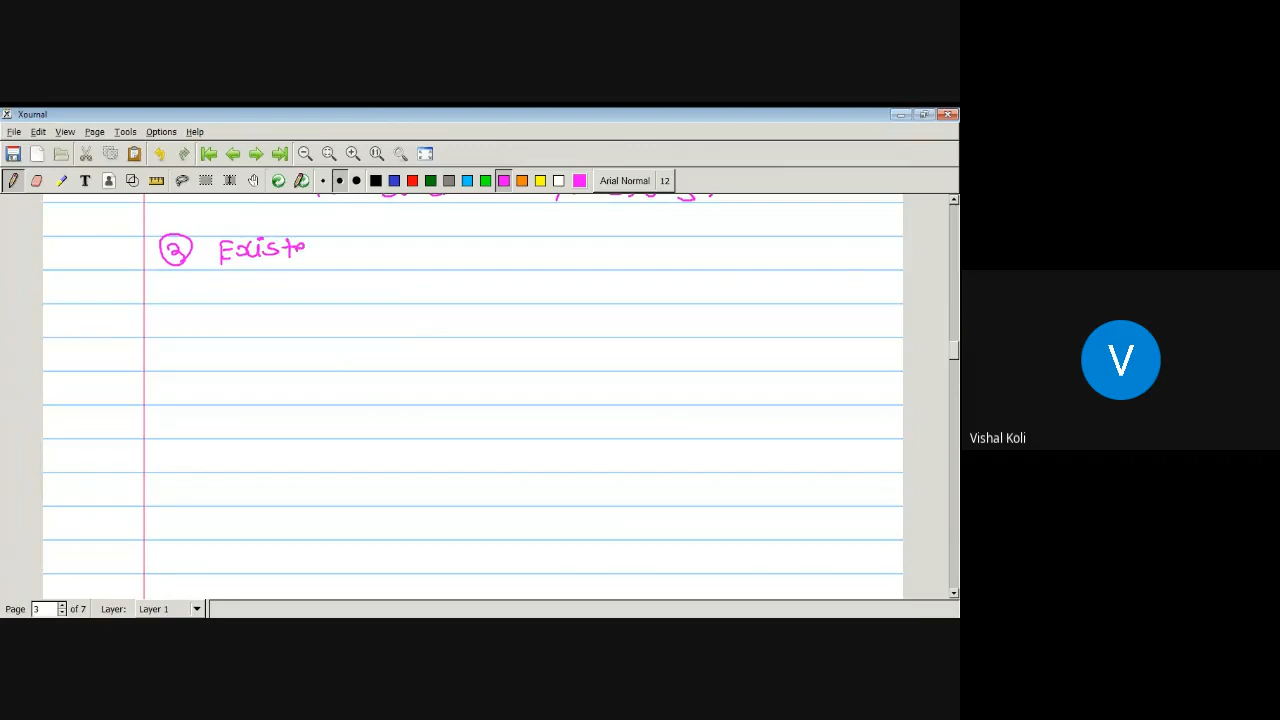 Xournal
File Edit View Page Tools Options Help
T Arial Normal 12
③ Existe
V
Vishal Koli
Page 3 of 7 Layer: Layer 1